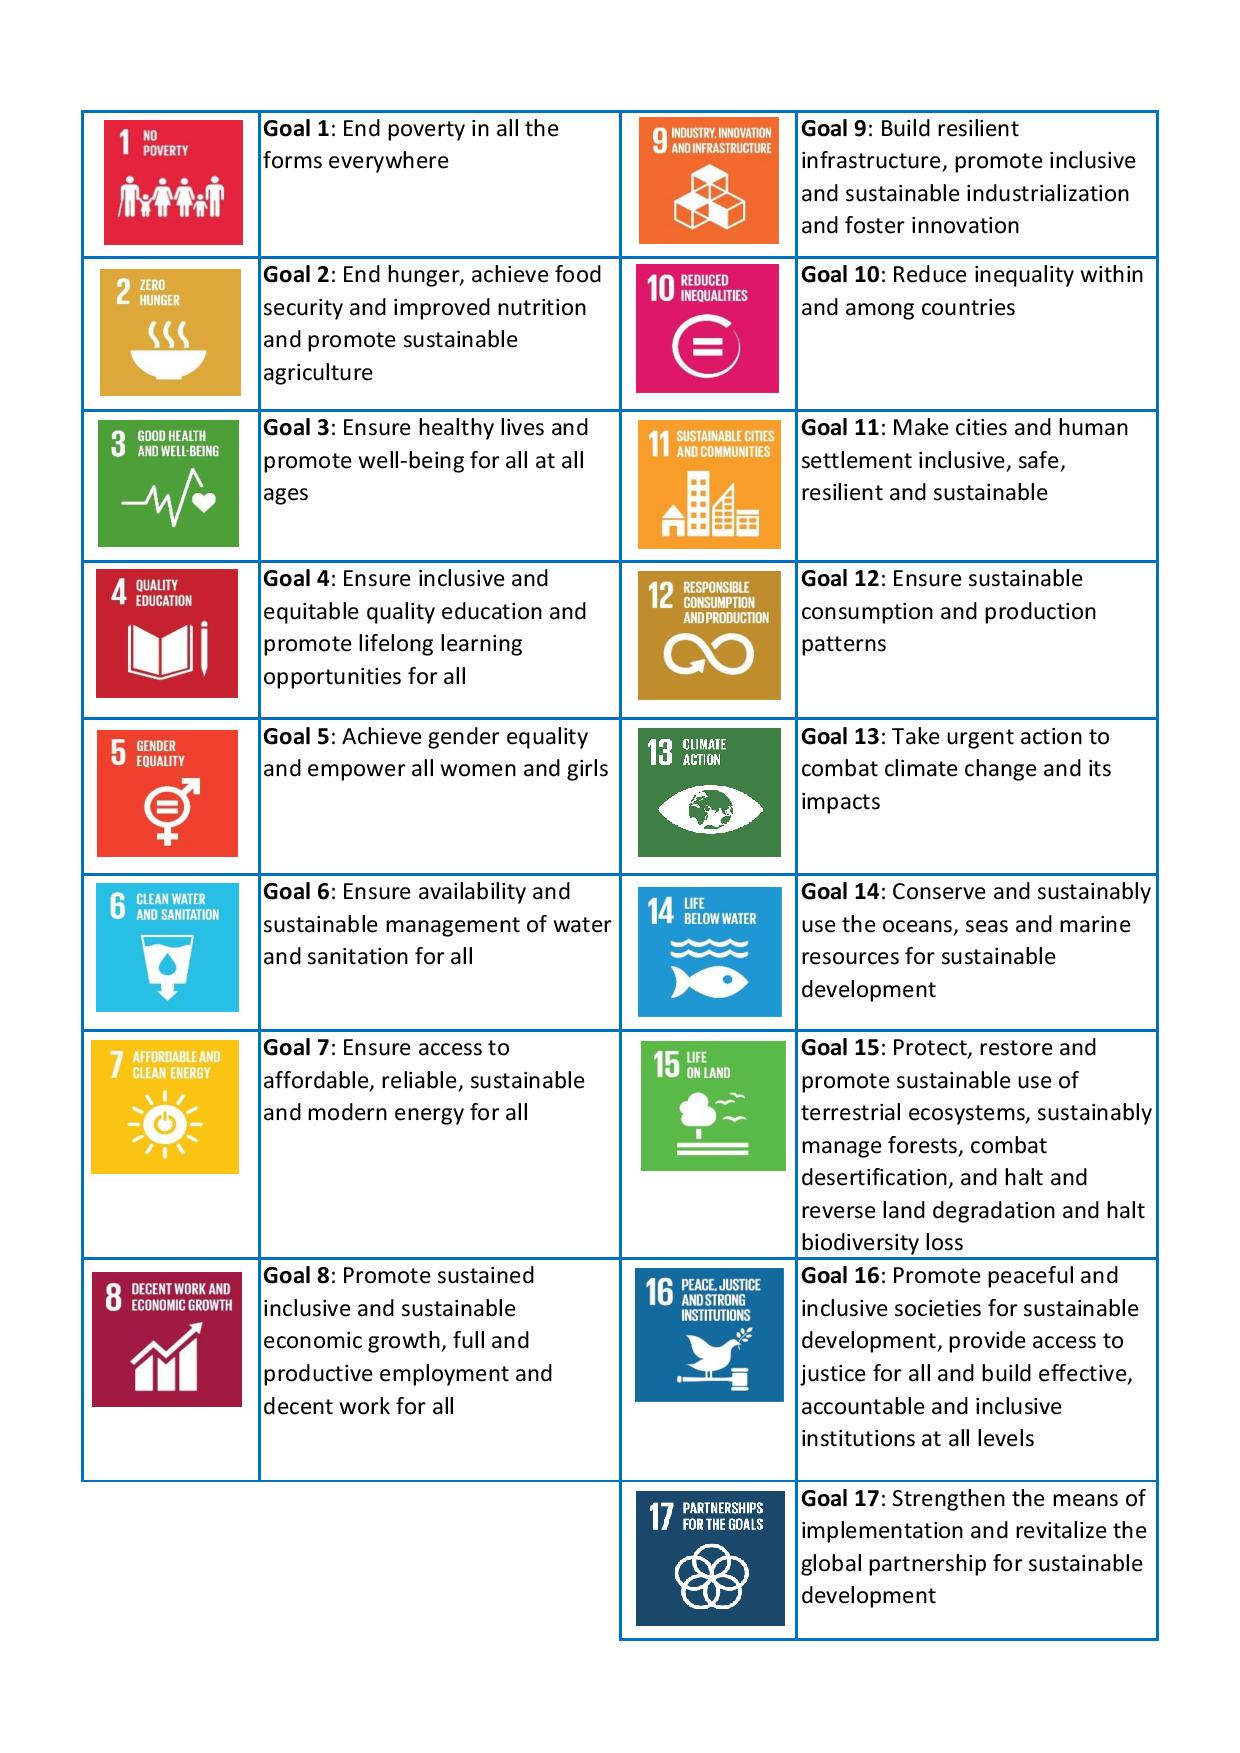 1 NO
POVERTY
Goal 1: End poverty in all the
forms everywhere
9 INDUSTRY, INNOVATION
AND INFRASTRUCTURE
Goal 9: Build resilient
infrastructure, promote inclusive
and sustainable industrialization
and foster innovation
2 ZERO
HUNGER
Goal 2: End hunger, achieve food
security and improved nutrition
and promote sustainable
agriculture
10 REDUCED
INEQUALITIES
Goal 10: Reduce inequality within
and among countries
3 GOOD HEALTH
AND WELL-BEING
Goal 3: Ensure healthy lives and
promote well-being for all at all
ages
11 SUSTAINABLE CITIES
AND COMMUNITIES
Goal 11: Make cities and human
settlement inclusive, safe,
resilient and sustainable
4 QUALITY
EDUCATION
Goal 4: Ensure inclusive and
equitable quality education and
promote lifelong learning
opportunities for all
12 RESPONSIBLE
CONSUMPTION
AND PRODUCTION
Goal 12: Ensure sustainable
consumption and production
patterns
5 GENDER
EQUALITY
Goal 5: Achieve gender equality
and empower all women and girls
13 CLIMATE
ACTION
Goal 13: Take urgent action to
combat climate change and its
impacts
6 CLEAN WATER
AND SANITATION
Goal 6: Ensure availability and
sustainable management of water
and sanitation for all
14 LIFE
BELOW WATER
Goal 14: Conserve and sustainably
use the oceans, seas and marine
resources for sustainable
development
7 AFFORDABLE AND
CLEAN ENERGY
Goal 7: Ensure access to
affordable, reliable, sustainable
and modern energy for all
15 LIFE
ON LAND
Goal 15: Protect, restore and
promote sustainable use of
terrestrial ecosystems, sustainably
manage forests, combat
desertification, and halt and
reverse land degradation and halt
biodiversity loss
8 DECENT WORK AND
ECONOMIC GROWTH
Goal 8: Promote sustained
inclusive and sustainable
economic growth, full and
productive employment and
decent work for all
16 PEACE, JUSTICE
AND STRONG
INSTITUTIONS
Goal 16: Promote peaceful and
inclusive societies for sustainable
development, provide access to
justice for all and build effective,
accountable and inclusive
institutions at all levels
17 PARTNERSHIPS
FOR THE GOALS
Goal 17: Strengthen the means of
implementation and revitalize the
global partnership for sustainable
development